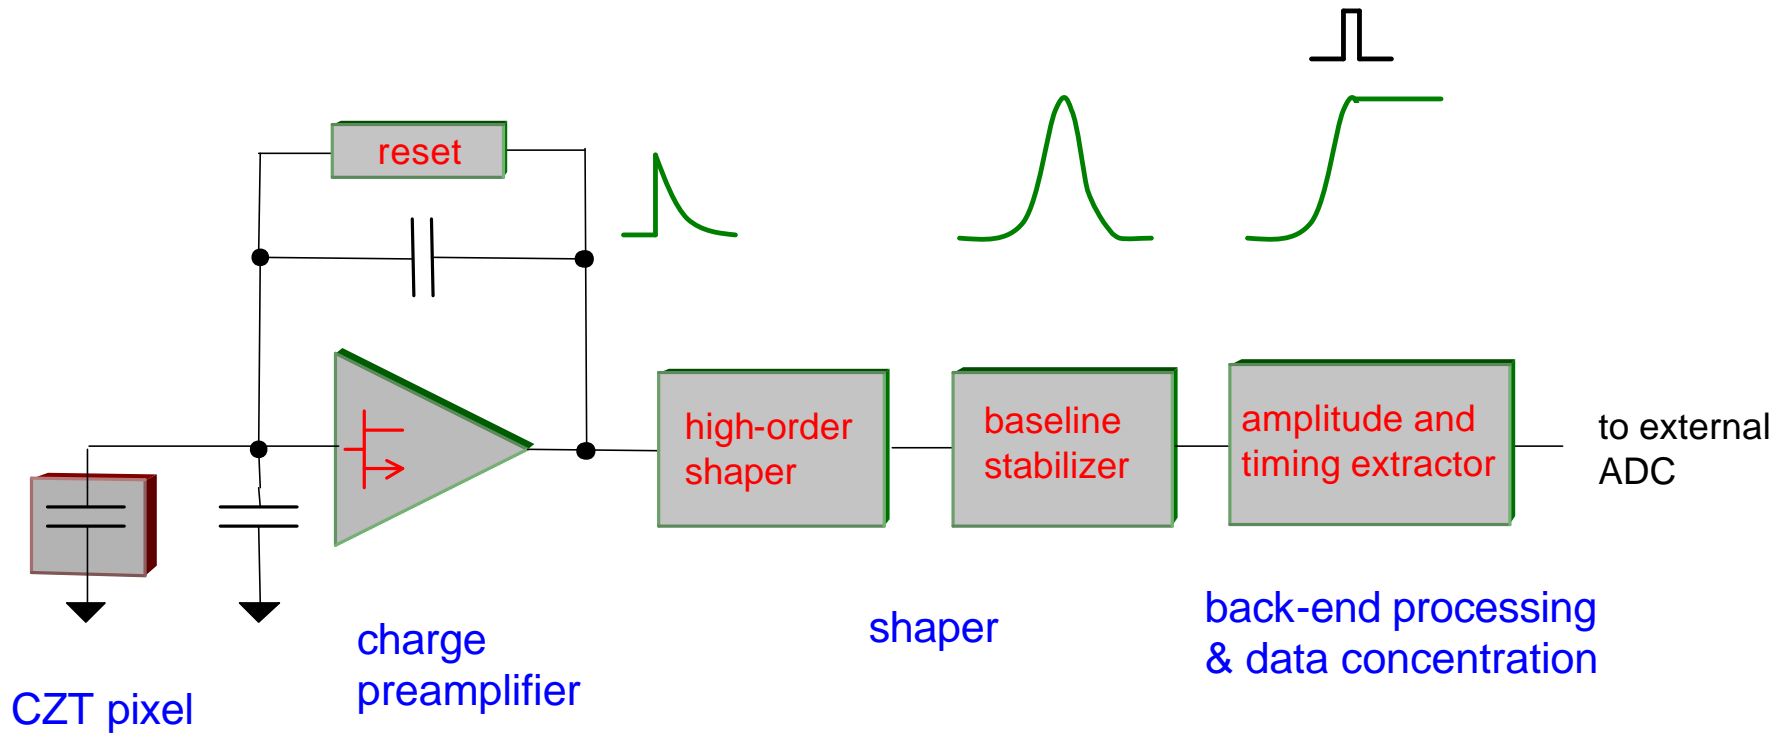 reset
high-order
shaper
baseline
stabilizer
amplitude and
timing extractor
to external
ADC
CZT pixel
charge
preamplifier
shaper
back-end processing
& data concentration